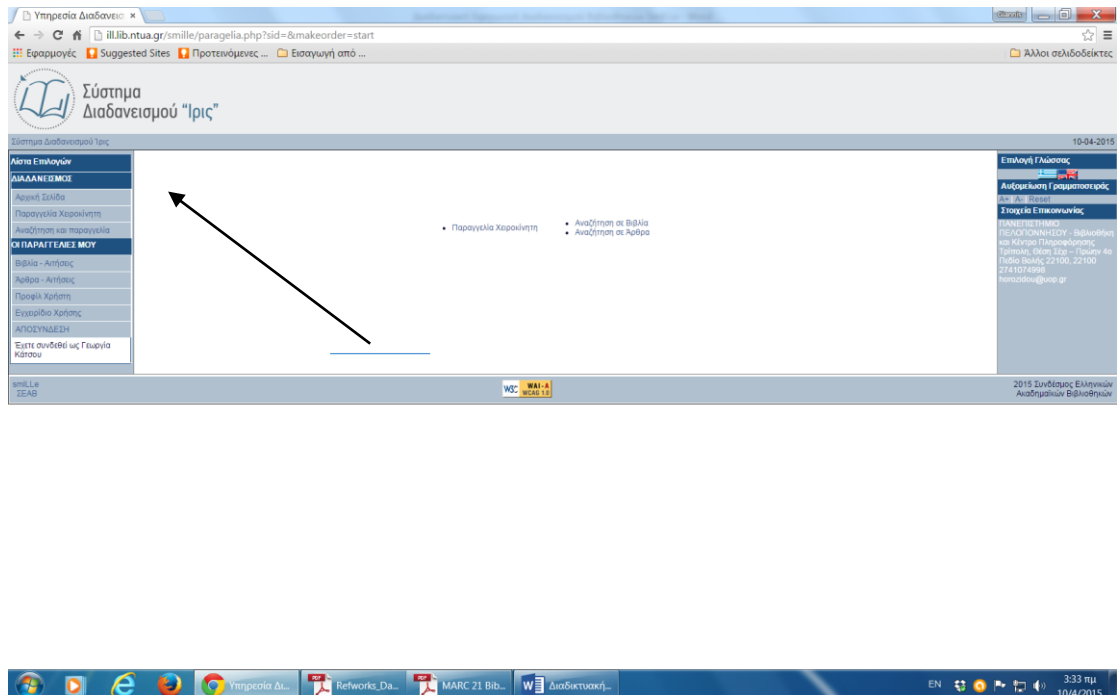 Υπηρεσία Διαδανεισ
ill.lib.ntua.gr/smille/paragelia.php?sid=&makeorder=start
Εφαρμογές Suggested Sites Προτεινόμενες ... Εισαγωγή από ... Άλλοι σελιδοδείκτες
Σύστημα
Διαδανεισμού "Ιρις"
Σύστημα Διαδανεισμού Ίρις 10-04-2015
Λίστα Επιλογών
ΔΙΑΔΑΝΕΙΣΜΟΣ
Αρχική Σελίδα
Παραγγελία Χειροκίνητη
Αναζήτηση και παραγγελία
ΟΙ ΠΑΡΑΓΓΕΛΙΕΣ ΜΟΥ
Βιβλία - Αιτήσεις
Άρθρα - Αιτήσεις
Προφίλ Χρήστη
Εγχειρίδιο Χρήσης
ΑΠΟΣΥΝΔΕΣΗ
Έχετε συνδεθεί ως Γεωργία
Κάτσου
Παραγγελία Χειροκίνητη
Αναζήτηση σε Βιβλία
Αναζήτηση σε Άρθρα
Επιλογή Γλώσσας
Αυξομείωση Γραμματοσειράς
A+ A- Reset
Στοιχεία Επικοινωνίας
ΠΑΝΕΠΙΣΤΗΜΙΟ
ΠΕΛΟΠΟΝΝΗΣΟΥ - Βιβλιοθήκη
και Κέντρο Πληροφόρησης
Τρίπολη, Θέση Σέχι – Πρώην 4ο
Πεδίο Βολής 22100, 22100
2741074998
horozidou@uop.gr
smiLLe
ΣΕΑΒ
W3C WAI-A
WCAG 1.0
2015 Συνδέσμος Ελληνικών
Ακαδημαϊκών Βιβλιοθηκών
Υπηρεσία Δι... Refworks_Da... MARC 21 Bib... Διαδικτυακή... EN 3:33 πμ
10/4/2015